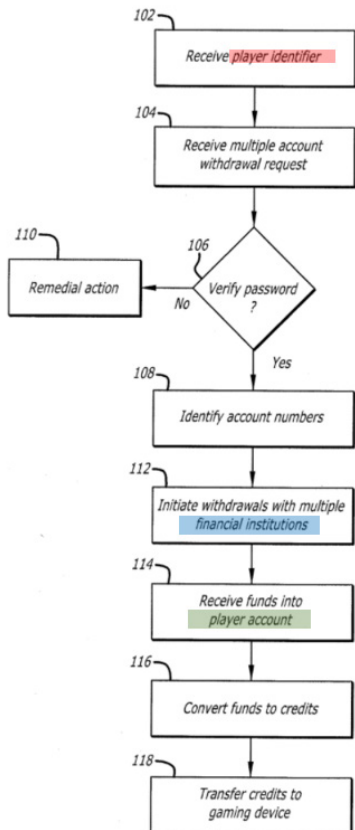 102
Receive player identifier
104
Receive multiple account
withdrawal request
110
106
Remedial action
No
Verify password
?
Yes
108
Identify account numbers
112
Initiate withdrawals with multiple
financial institutions
114
Receive funds into
player account
116
Convert funds to credits
118
Transfer credits to
gaming device